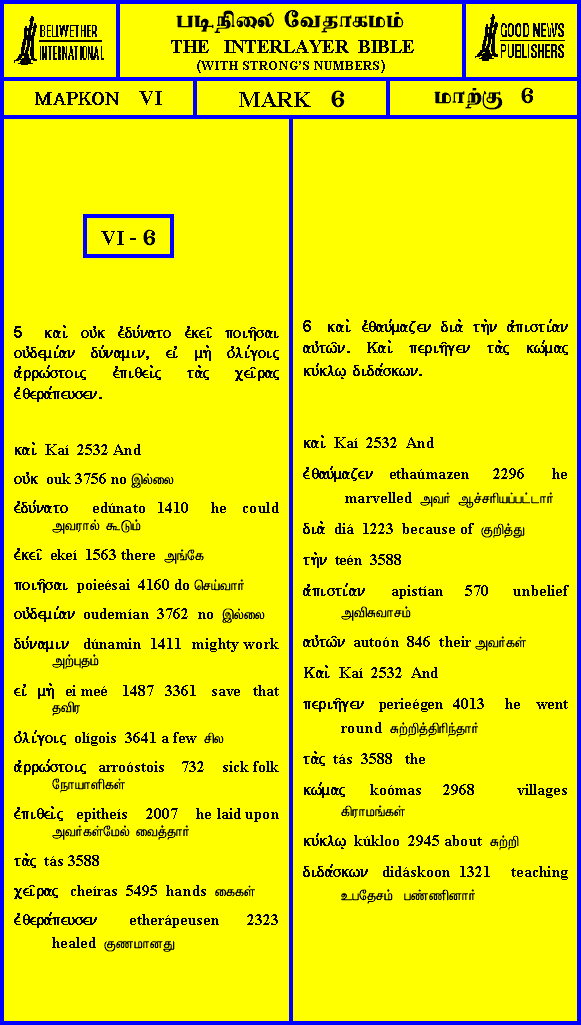 BELLWETHER
INTERNATIONAL
படிநிலை வேதாகமம்
THE INTERLAYER BIBLE
(WITH STRONG'S NUMBERS)
GOOD NEWS
PUBLISHERS
ΜΑΡΚΟΝ VI
MARK 6
மாற்கு 6
VI - 6
5 καὶ οὐκ ἐδύνατο ἐκεῖ ποιῆσαι
οὐδεμίαν δύναμιν, εἰ μὴ ὀλίγοις
ἀρρώστοις ἐπιθεὶς τὰς χεῖρας
ἐθεράπευσεν.
καὶ Kaí 2532 And
οὐκ ouk 3756 no இல்லை
ἐδύνατο edúnato 1410 he could
அவரால் கூடும்
ἐκεῖ ekeí 1563 there அங்கே
ποιῆσαι poieésai 4160 do செய்வார்
οὐδεμίαν oudemían 3762 no இல்லை
δύναμιν dúnamin 1411 mighty work
அற்புதம்
εἰ μὴ ei meé 1487 3361 save that
தவிர
ὀλίγοις olígois 3641 a few சில
ἀρρώστοις arroóstois 732 sick folk
நோயாளிகள்
ἐπιθεὶς epitheís 2007 he laid upon
அவர்கள்மேல் வைத்தார்
τὰς tás 3588
χεῖρας cheíras 5495 hands கைகள்
ἐθεράπευσεν etherápeusen 2323
healed குணமானது
6 καὶ ἐθαύμαζεν διὰ τὴν ἀπιστίαν
αὐτῶν. Καὶ περιῆγεν τὰς κώμας
κύκλῳ διδάσκων.
καὶ Kaí 2532 And
ἐθαύμαζεν ethaúmazen 2296 he
marvelled அவர் ஆச்சரியப்பட்டார்
διὰ diá 1223 because of குறித்து
τὴν teén 3588
ἀπιστίαν apistían 570 unbelief
அவிசுவாசம்
αὐτῶν autoón 846 their அவர்கள்
Καὶ Kaí 2532 And
περιῆγεν perieégen 4013 he went
round சுற்றித்திரிந்தார்
τὰς tás 3588 the
κώμας koómas 2968 villages
கிராமங்கள்
κύκλῳ kúkloo 2945 about சுற்றி
διδάσκων didáskoon 1321 teaching
உபதேசம் பண்ணினார்